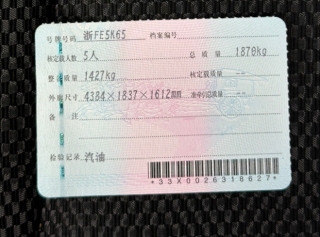 号牌号码 浙FE5K65 档案编号
核定载人数 5人 总质量 1870kg
整备质量 1427kg 核定载质量 --
外廓尺寸 4384×1837×1612mm 准牵引总质量 --
备注
检验记录 汽油
*33X0026318627*